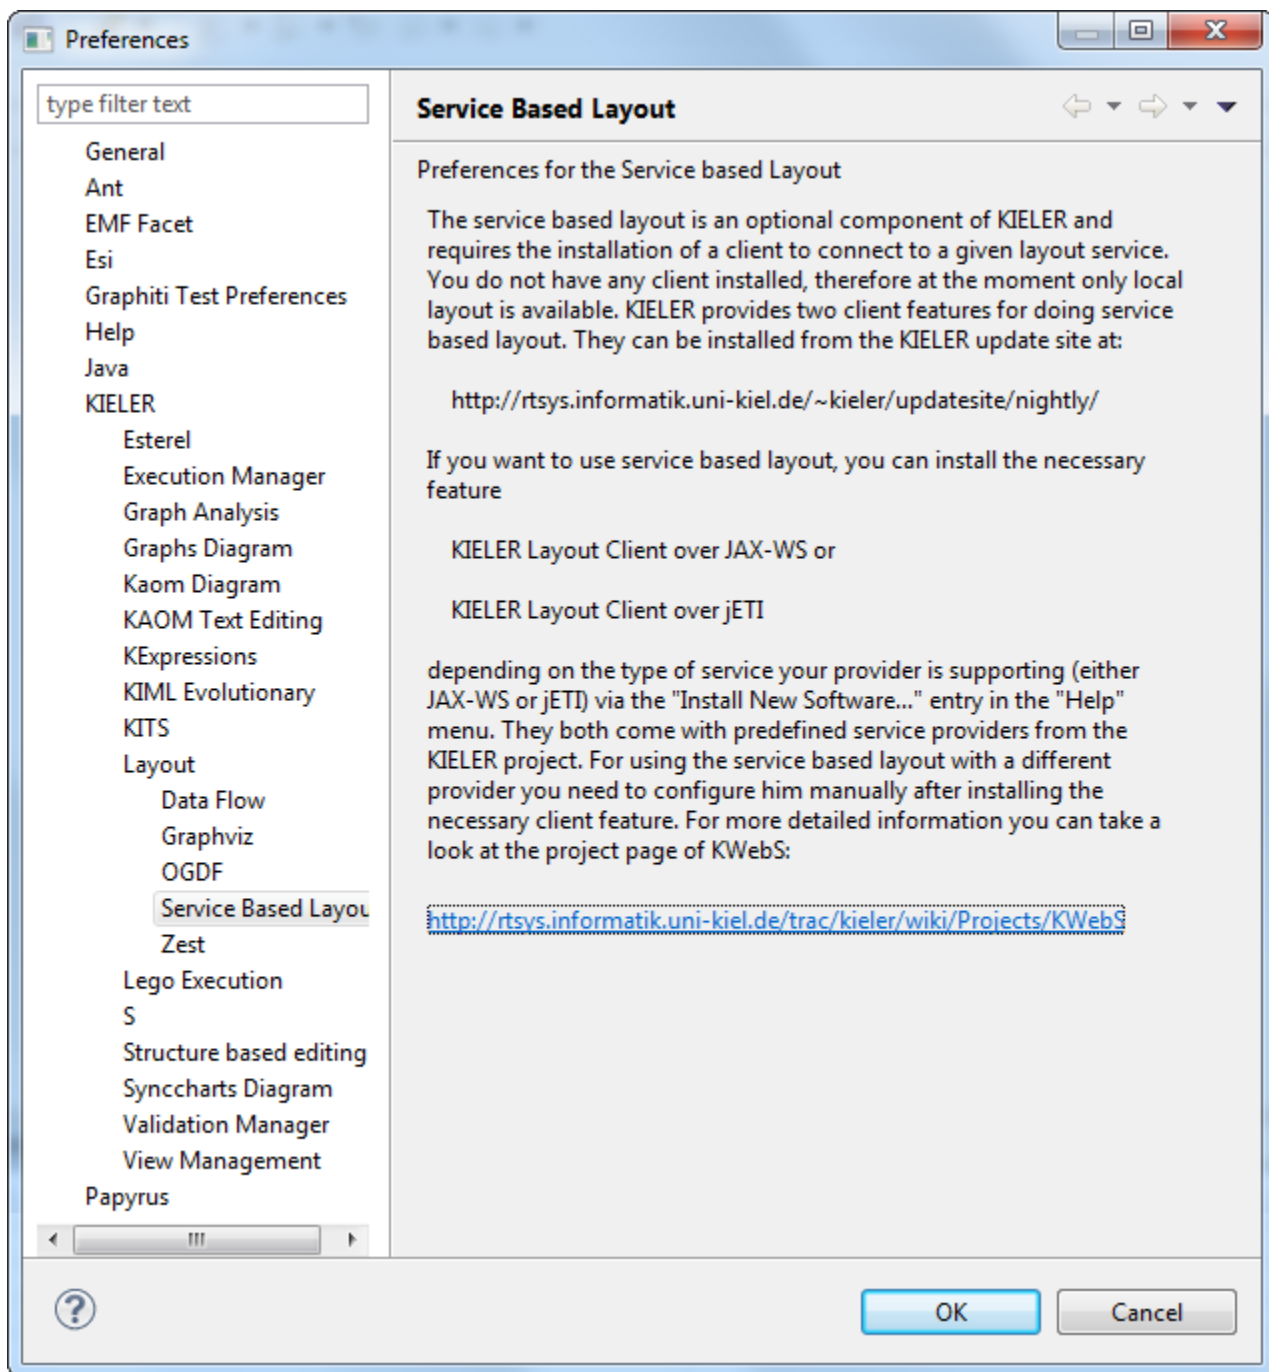 Preferences
type filter text
General
Ant
EMF Facet
Esi
Graphiti Test Preferences
Help
Java
KIELER
Esterel
Execution Manager
Graph Analysis
Graphs Diagram
Kaom Diagram
KAOM Text Editing
KExpressions
KIML Evolutionary
KITS
Layout
Data Flow
Graphviz
OGDF
Service Based Layou
Zest
Lego Execution
S
Structure based editing
Synccharts Diagram
Validation Manager
View Management
Papyrus
Service Based Layout
Preferences for the Service based Layout
The service based layout is an optional component of KIELER and
requires the installation of a client to connect to a given layout service.
You do not have any client installed, therefore at the moment only local
layout is available. KIELER provides two client features for doing service
based layout. They can be installed from the KIELER update site at:
http://rtsys.informatik.uni-kiel.de/~kieler/updatesite/nightly/
If you want to use service based layout, you can install the necessary
feature
KIELER Layout Client over JAX-WS or
KIELER Layout Client over jETI
depending on the type of service your provider is supporting (either
JAX-WS or jETI) via the "Install New Software..." entry in the "Help"
menu. They both come with predefined service providers from the
KIELER project. For using the service based layout with a different
provider you need to configure him manually after installing the
necessary client feature. For more detailed information you can take a
look at the project page of KWebS:
http://rtsys.informatik.uni-kiel.de/trac/kieler/wiki/Projects/KWebS
OK
Cancel